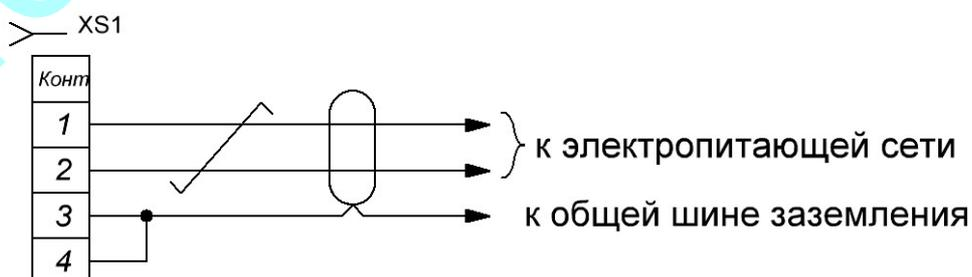 XS1
Конт
1
2
3
4
к электропитающей сети
к общей шине заземления